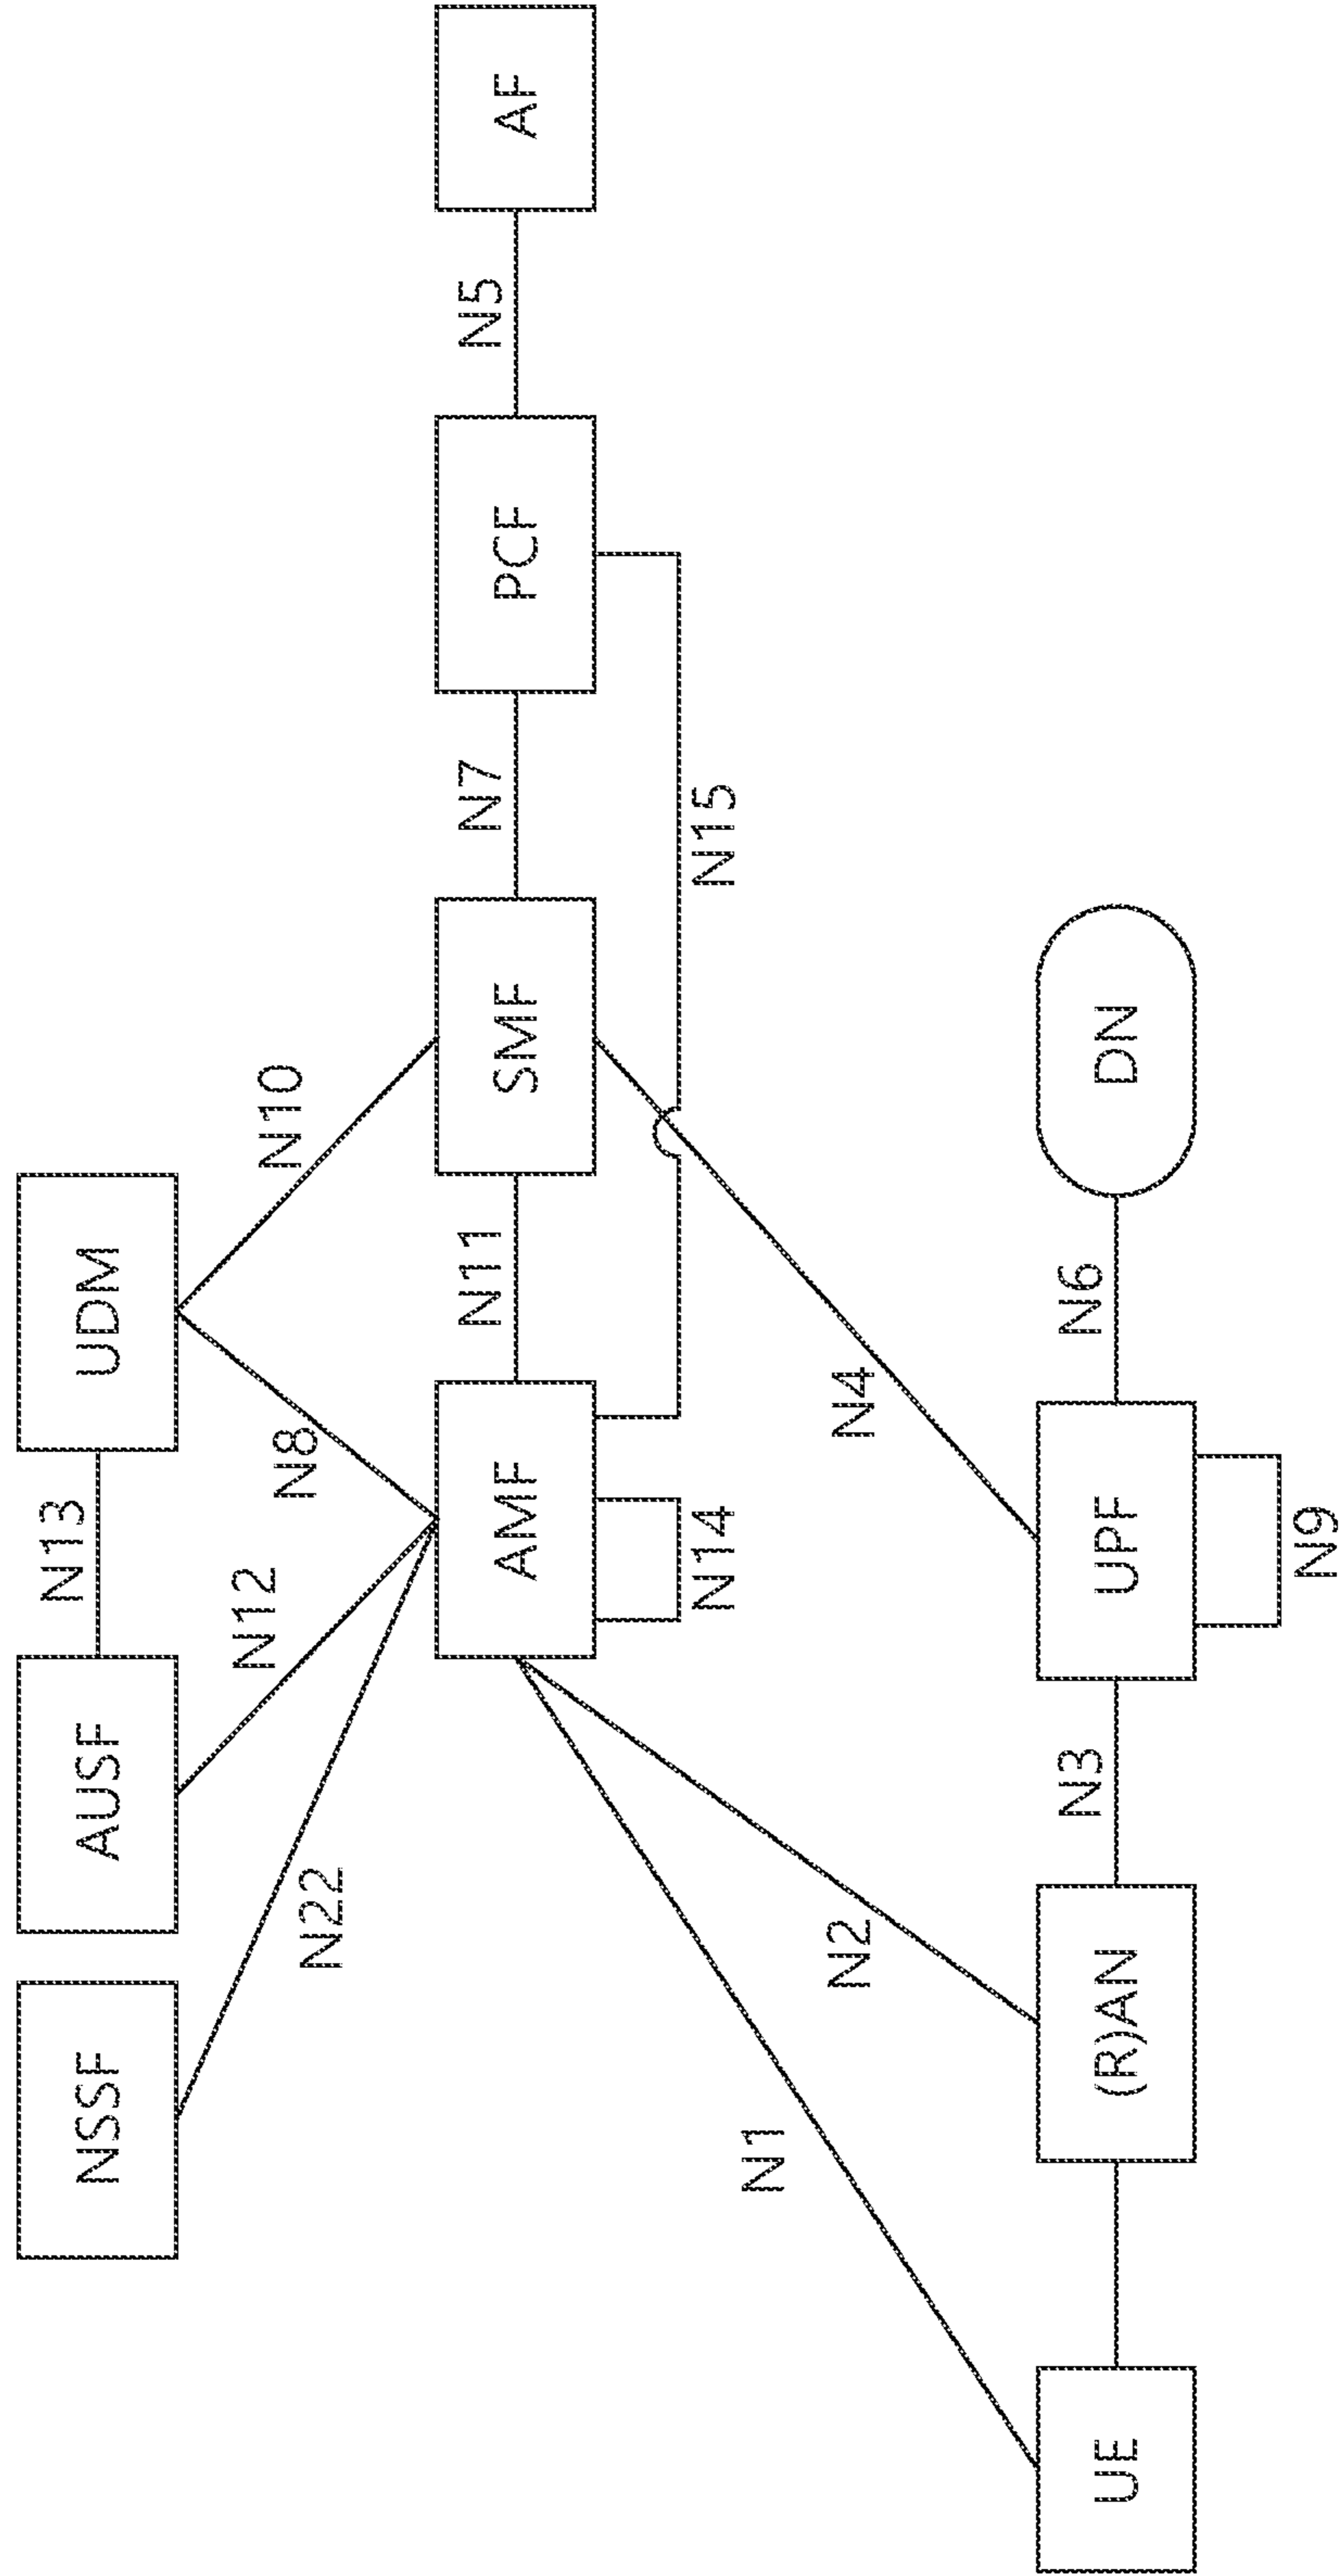 NSSF
AUSF
N13
UDM
N22
N12
N8
N10
AMF
N11
SMF
N7
PCF
N5
AF
N14
N15
N1
N2
N4
UE
(R)AN
N3
UPF
N6
DN
N9